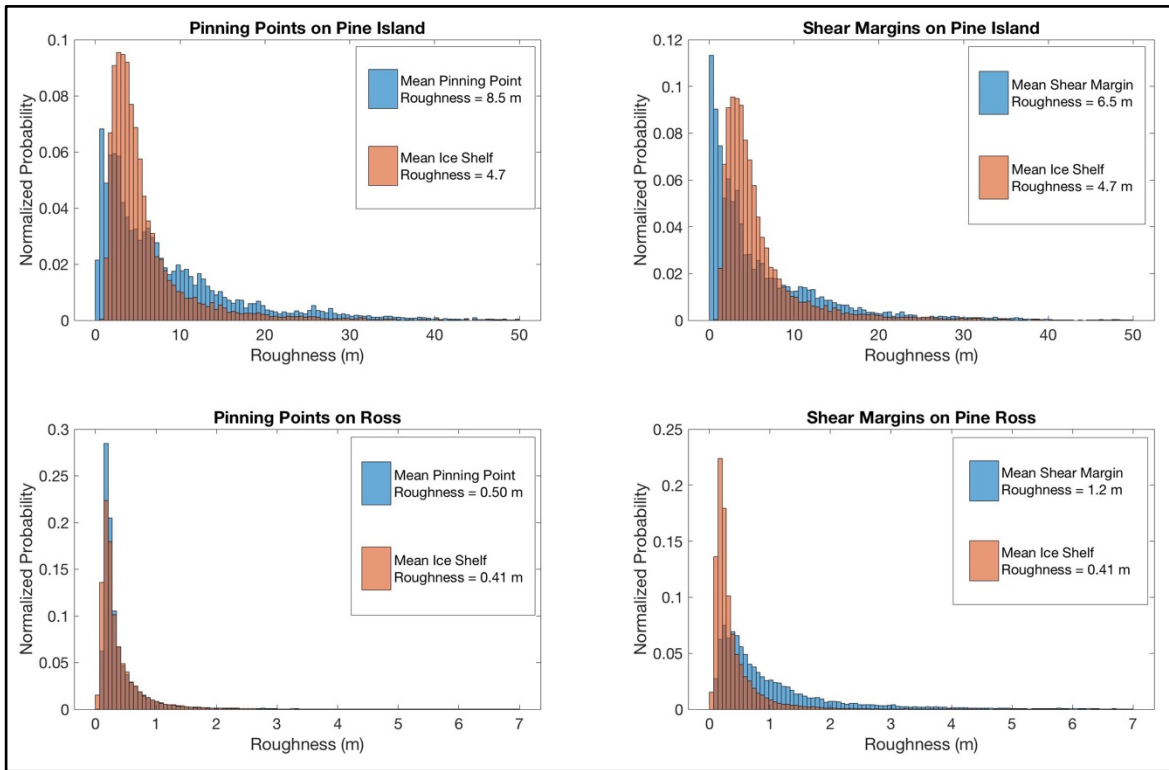 Pinning Points on Pine Island
0.1
0.08
0.06
0.04
0.02
0
Normalized Probability
Mean Pinning Point
Roughness = 8.5 m
Mean Ice Shelf
Roughness = 4.7
0 10 20 30 40 50
Roughness (m)
Shear Margins on Pine Island
0.12
0.1
0.08
0.06
0.04
0.02
0
Normalized Probability
Mean Shear Margin
Roughness = 6.5 m
Mean Ice Shelf
Roughness = 4.7 m
0 10 20 30 40 50
Roughness (m)
Pinning Points on Ross
0.3
0.25
0.2
0.15
0.1
0.05
0
Normalized Probability
Mean Pinning Point
Roughness = 0.50 m
Mean Ice Shelf
Roughness = 0.41 m
0 1 2 3 4 5 6 7
Roughness (m)
Shear Margins on Pine Ross
0.25
0.2
0.15
0.1
0.05
0
Normalized Probability
Mean Shear Margin
Roughness = 1.2 m
Mean Ice Shelf
Roughness = 0.41 m
0 1 2 3 4 5 6 7
Roughness (m)